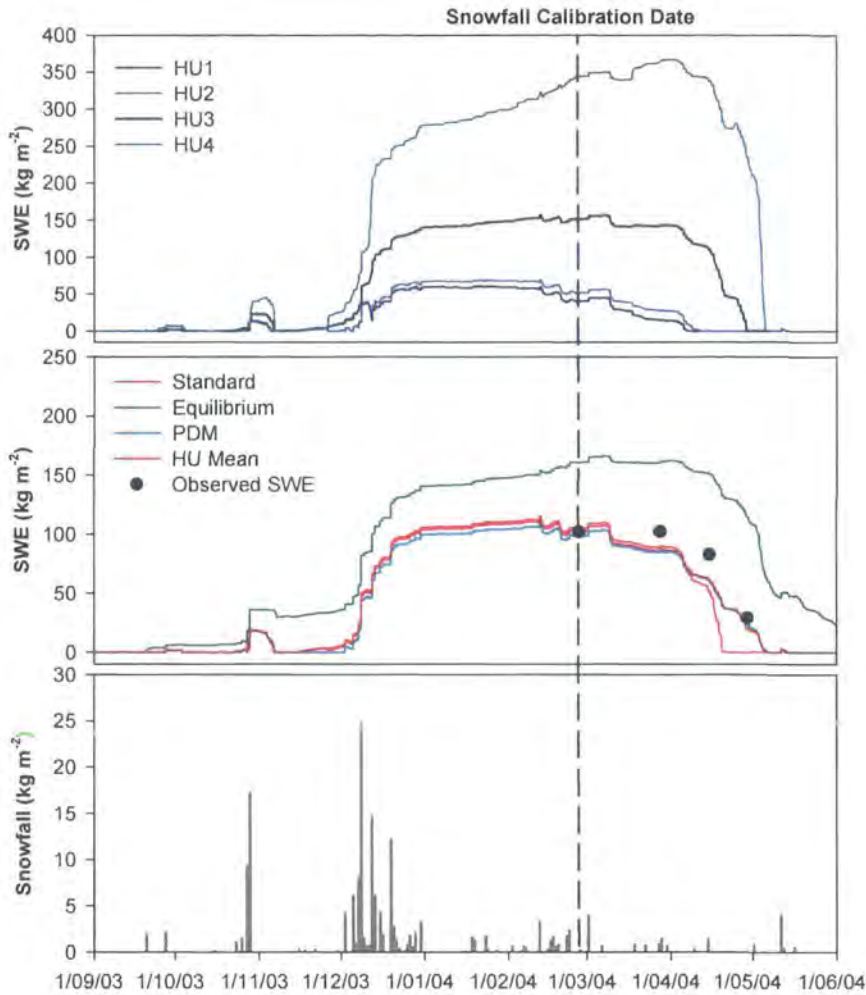 Snowfall Calibration Date
400
350
300
250
200
150
100
50
0
SWE (kg m⁻²)
HU1
HU2
HU3
HU4
250
200
150
100
50
0
SWE (kg m⁻²)
Standard
Equilibrium
PDM
HU Mean
Observed SWE
30
25
20
15
10
5
0
Snowfall (kg m⁻²)
1/09/03 1/10/03 1/11/03 1/12/03 1/01/04 1/02/04 1/03/04 1/04/04 1/05/04 1/06/04